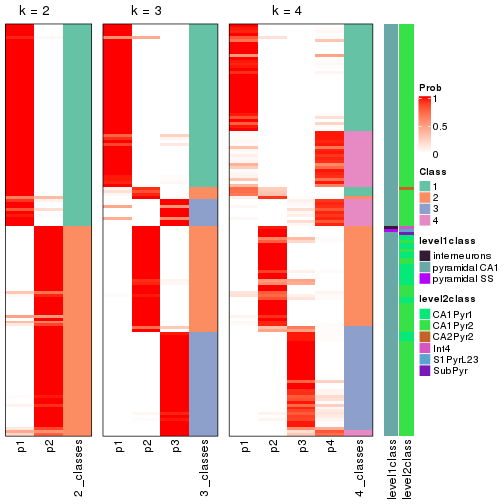 k = 2
k = 3
k = 4
p1
p2
2_classes
p1
p2
p3
3_classes
p1
p2
p3
p4
4_classes
level1class
level2class
Prob
1
0.5
0
Class
1
2
3
4
level1class
interneurons
pyramidal CA1
pyramidal SS
level2class
CA1Pyr1
CA1Pyr2
CA2Pyr2
Int4
S1PyrL23
SubPyr